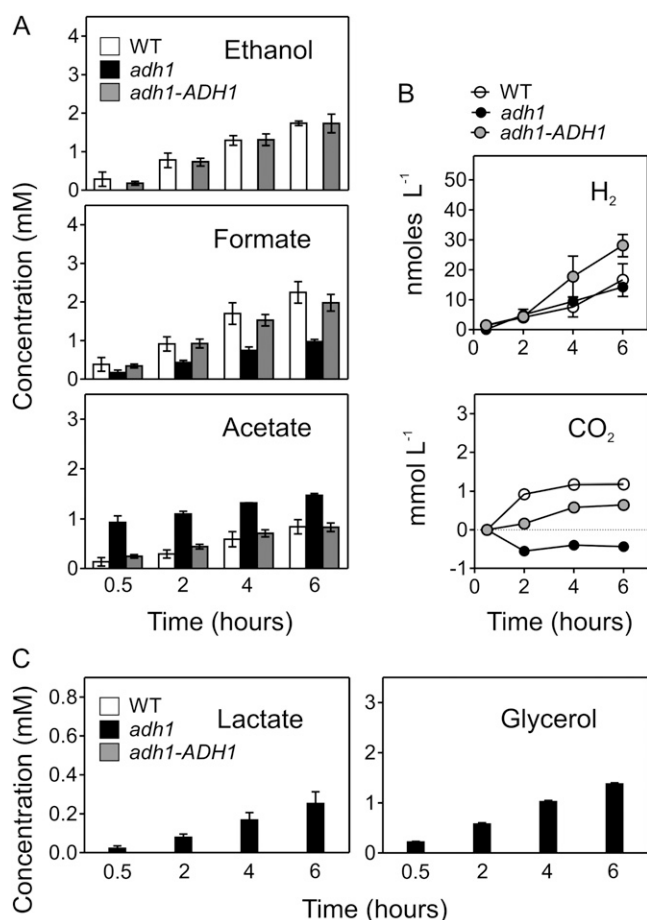 A
WT
adh1
adh1-ADH1
Ethanol
4
3
2
1
0
Formate
4
3
2
1
0
Acetate
3
2
1
0
0.5 2 4 6
Time (hours)
Concentration (mM)
B
WT
adh1
adh1-ADH1
H2
50
40
30
20
10
0
nmoles L-1
0 2 4 6
CO2
3
2
1
0
-1
mmol L-1
0 2 4 6
Time (hours)
C
WT
adh1
adh1-ADH1
Lactate
0.8
0.6
0.4
0.2
0.0
Concentration (mM)
0.5 2 4 6
Glycerol
3
2
1
0
0.5 2 4 6
Time (hours)